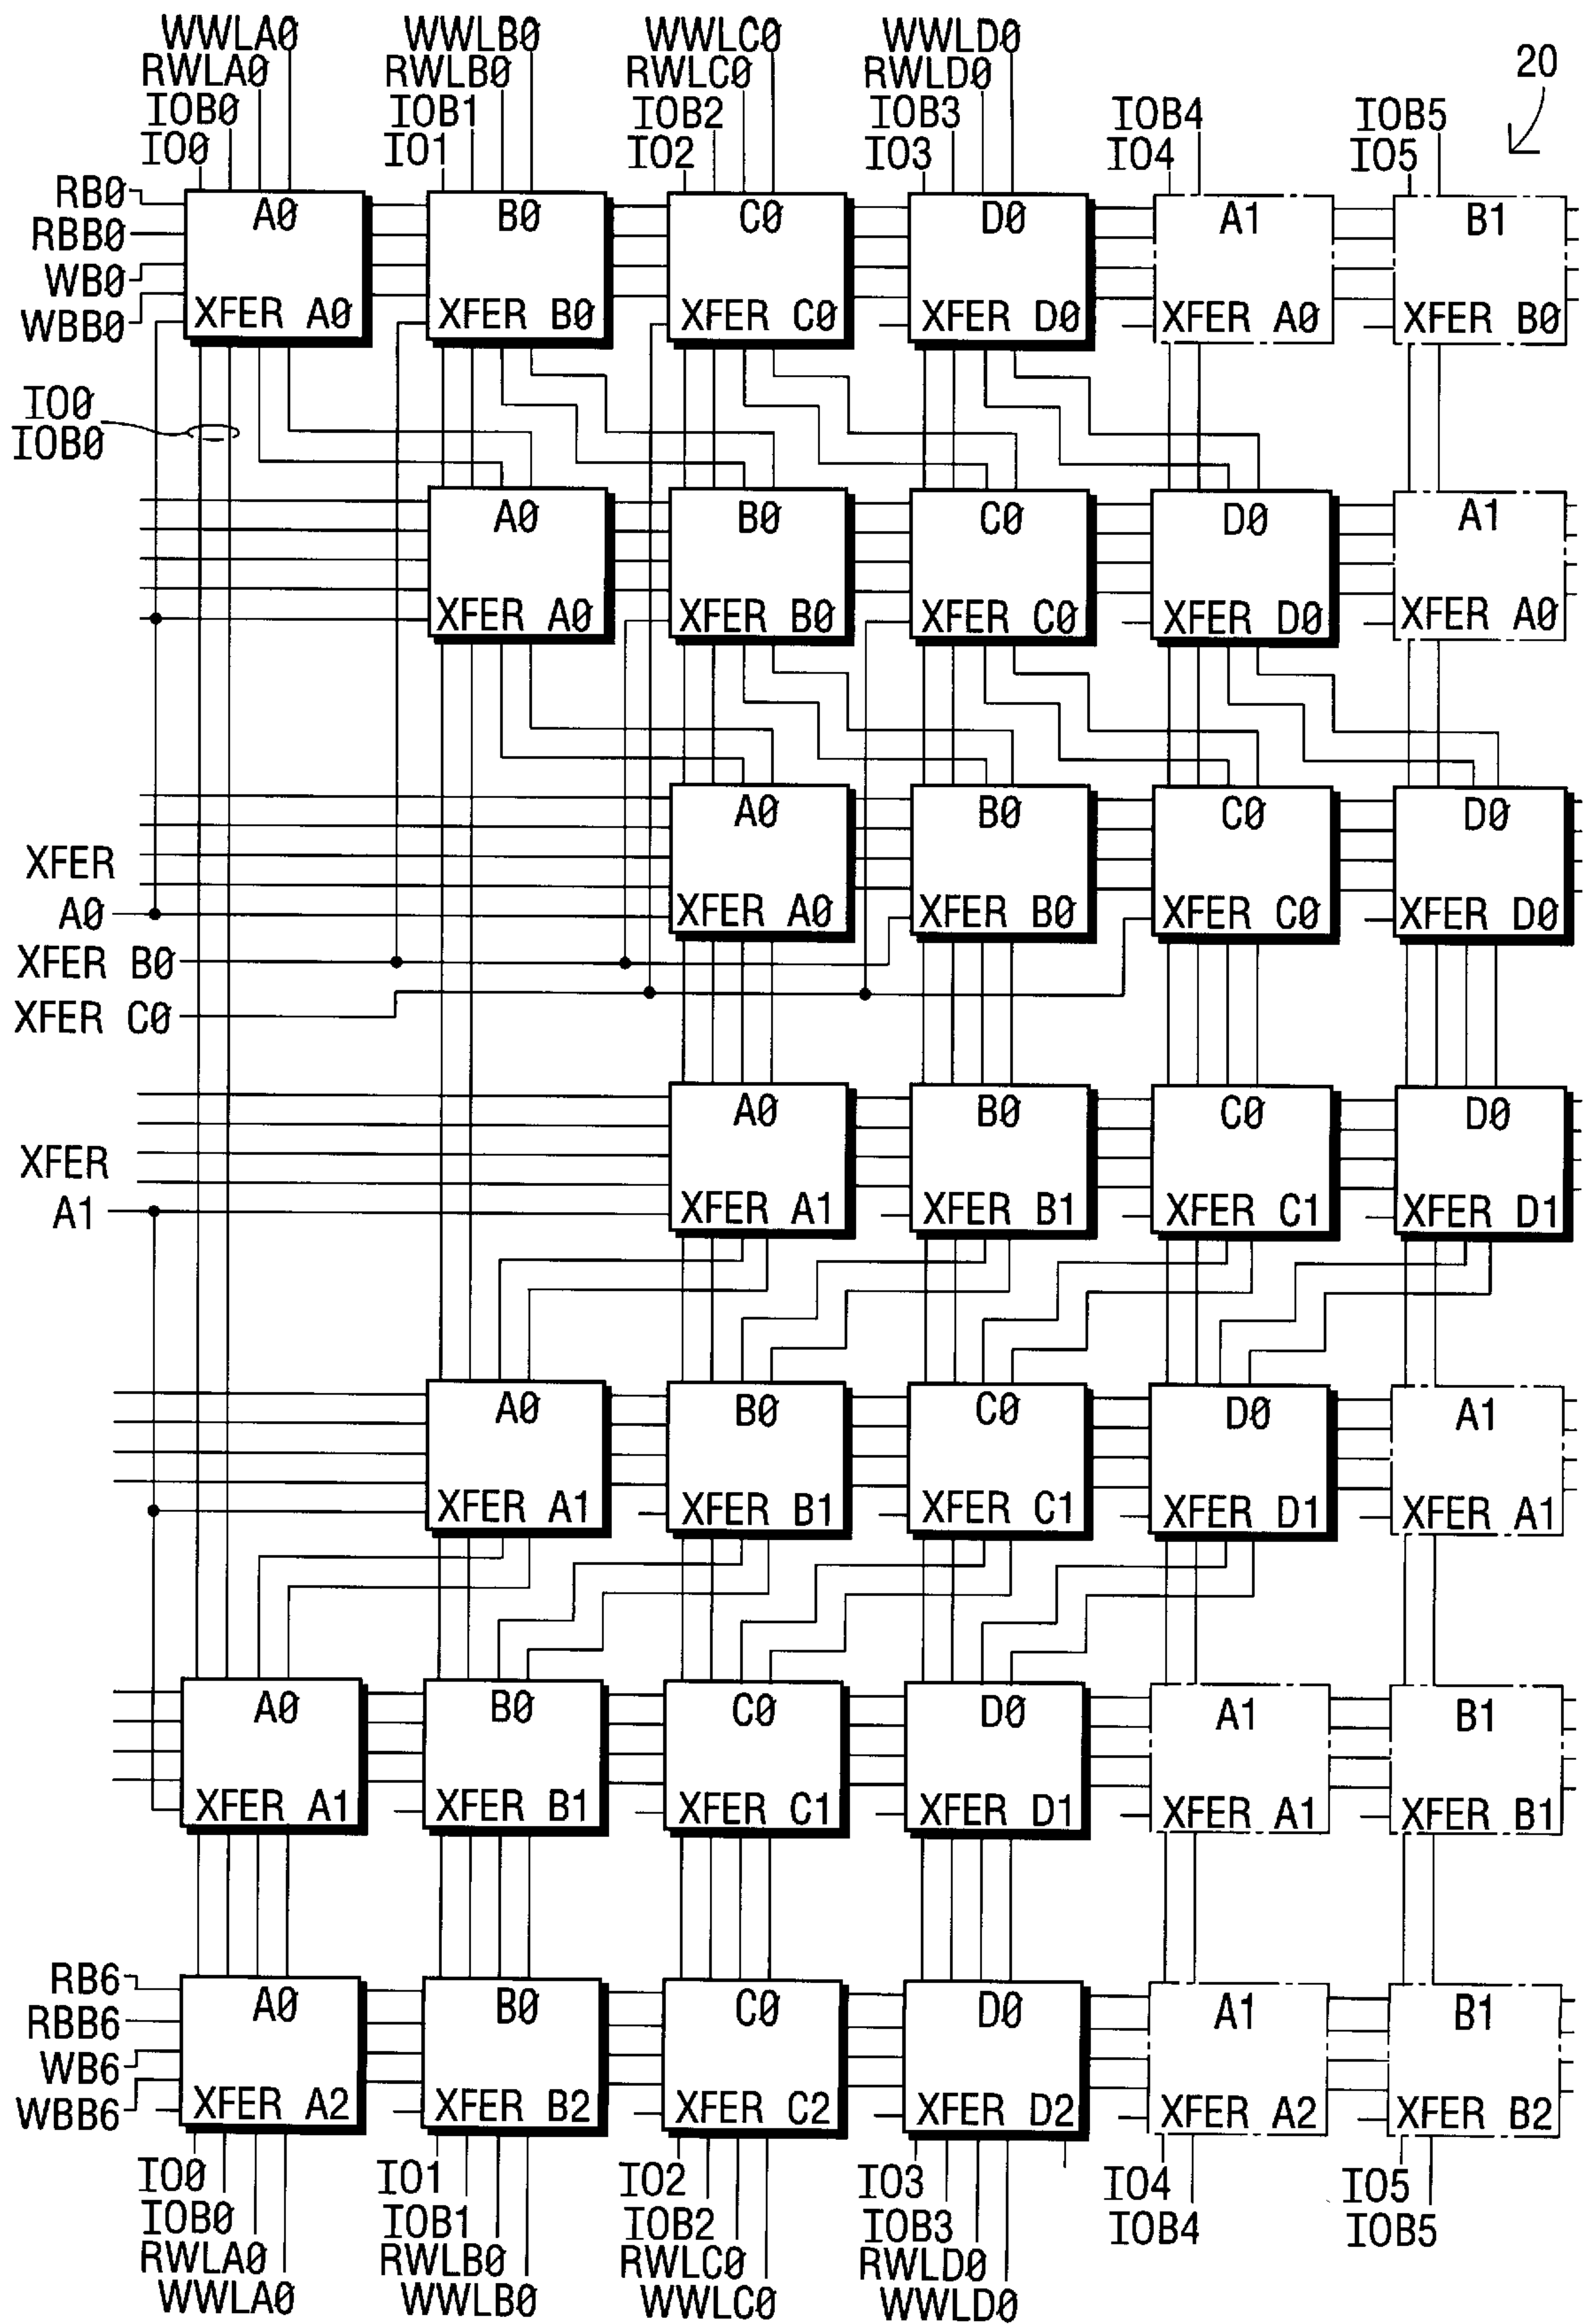 WWLA0 WWLB0 WWLC0 WWLD0
RWLA0 RWLB0 RWLC0 RWLD0 20
IOB0 IOB1 IOB2 IOB3 IOB4 IOB5
IO0 IO1 IO2 IO3 IO4 IO5
RB0
RBB0
WB0
WBB0
A0 B0 C0 D0 A1 B1
XFER A0 XFER B0 XFER C0 XFER D0 XFER A0 XFER B0
IO0
IOB0
A0 B0 C0 D0 A1
XFER A0 XFER B0 XFER C0 XFER D0 XFER A0
A0 B0 C0 D0
XFER
A0
XFER A0 XFER B0 XFER C0 XFER D0
XFER B0
XFER C0
A0 B0 C0 D0
XFER
A1
XFER A1 XFER B1 XFER C1 XFER D1
A0 B0 C0 D0 A1
XFER A1 XFER B1 XFER C1 XFER D1 XFER A1
A0 B0 C0 D0 A1 B1
XFER A1 XFER B1 XFER C1 XFER D1 XFER A1 XFER B1
RB6
RBB6
WB6
WBB6
A0 B0 C0 D0 A1 B1
XFER A2 XFER B2 XFER C2 XFER D2 XFER A2 XFER B2
IO0 IO1 IO2 IO3 IO4 IO5
IOB0 IOB1 IOB2 IOB3 IOB4 IOB5
RWLA0 RWLB0 RWLC0 RWLD0
WWLA0 WWLB0 WWLC0 WWLD0